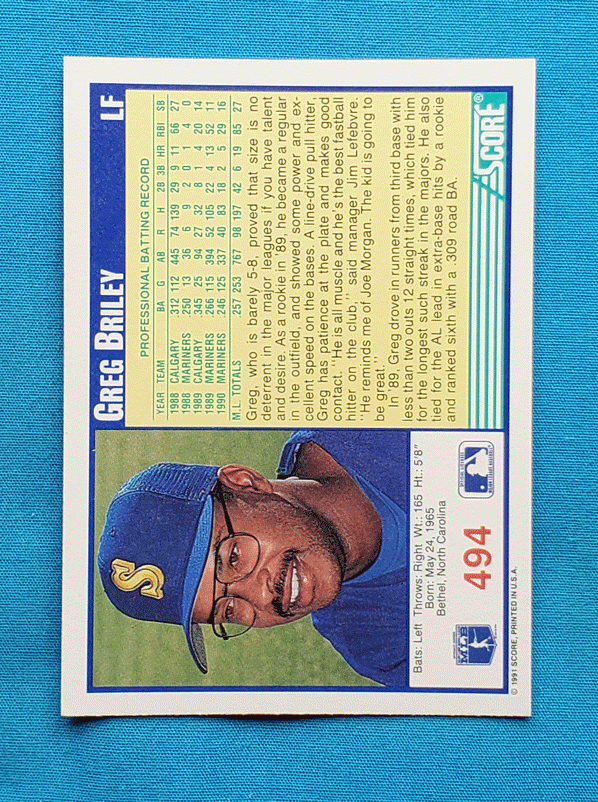 GREG BRILEY LF
PROFESSIONAL BATTING RECORD
YEAR TEAM BA G AB R H 2B 3B HR RBI SB
1988 CALGARY 312 112 445 74 139 29 9 11 66 27
1988 MARINERS 250 13 36 6 9 2 0 1 4 0
1989 CALGARY 345 25 94 27 32 8 1 4 20 14
1989 MARINERS 266 115 394 52 105 22 4 13 52 11
1990 MARINERS 246 125 337 40 83 18 2 5 29 16
M.L. TOTALS 257 253 767 98 197 42 6 19 85 27
Greg, who is barely 5-8, proved that size is no
deterrent in the major leagues if you have talent
and desire. As a rookie in '89, he became a regular
in the outfield, and showed some power and ex-
cellent speed on the bases. A line-drive pull hitter,
Greg has patience at the plate and makes good
contact. "He is all muscle and he's the best fastball
hitter on the club," said manager Jim Lefebvre.
"He reminds me of Joe Morgan. The kid is going to
be great."
In '89, Greg drove in runners from third base with
less than two outs 12 straight times, which tied him
for the longest such streak in the majors. He also
tied for the AL lead in extra-base hits by a rookie
and ranked sixth with a .309 road BA.
SCORE®
S
Bats: Left Throws: Right Wt.: 165 Ht.: 5'8"
Born: May 24, 1965
Bethel, North Carolina
MLB
494
© 1991 SCORE, PRINTED IN U.S.A.